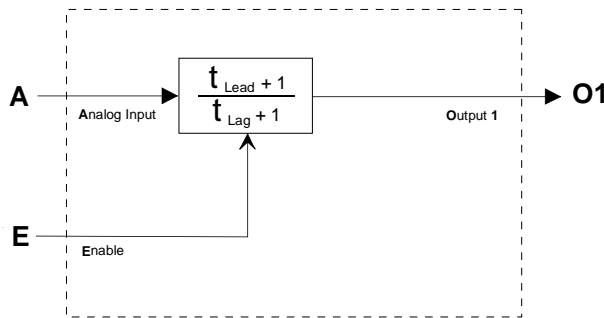 t Lead + 1
t Lag + 1
A
Analog Input
Output 1
O1
E
Enable